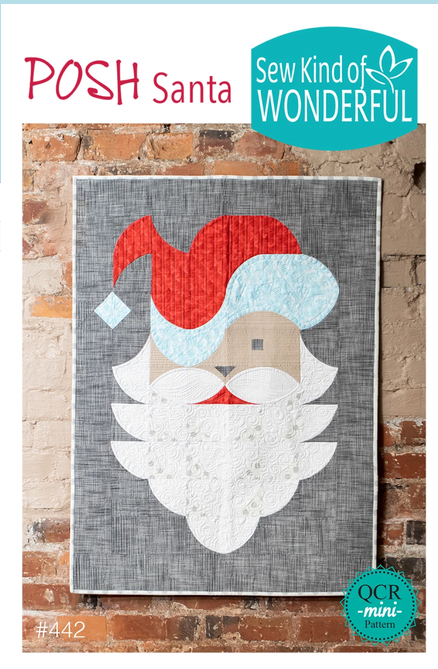 POSH Santa
Sew Kind of
WONDERFUL
QCR
-mini-
Pattern
#442